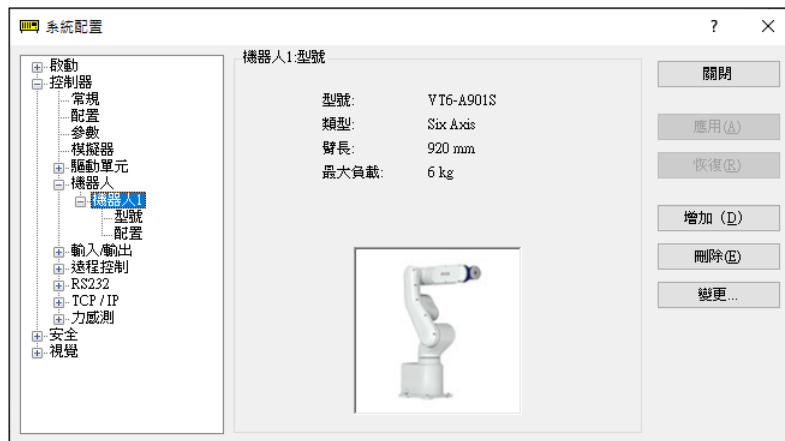 系統配置
? ×
啟動
控制器
常規
配置
參數
模擬器
驅動單元
機器人
機器人1
型號
配置
輸入/輸出
遠程控制
RS232
TCP / IP
力感測
安全
視覺
機器人1:型號
型號: VT6-A901S
類型: Six Axis
臂長: 920 mm
最大負載: 6 kg
關閉
應用(A)
恢復(R)
增加 (D)
刪除(E)
變更...